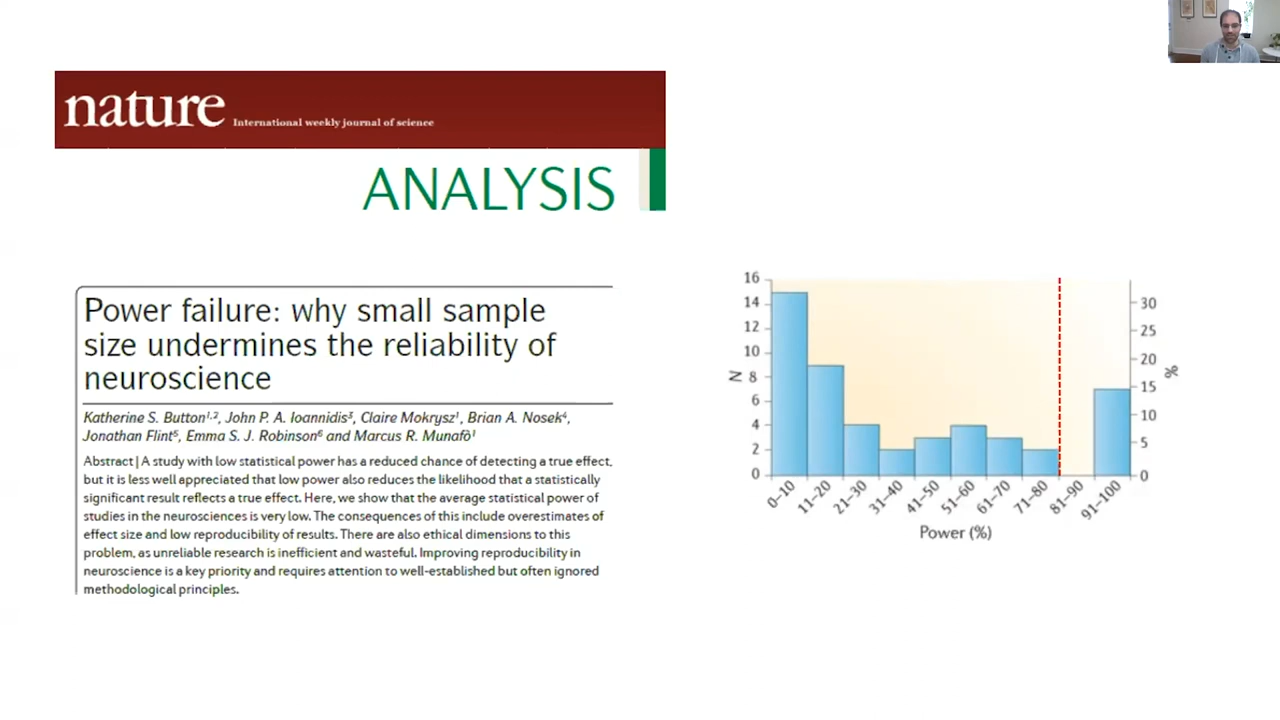 nature International weekly journal of science
ANALYSIS
Power failure: why small sample
size undermines the reliability of
neuroscience
Katherine S. Button1,2, John P. A. Ioannidis3, Claire Mokrysz1, Brian A. Nosek4,
Jonathan Flint5, Emma S. J. Robinson6 and Marcus R. Munafò1
Abstract | A study with low statistical power has a reduced chance of detecting a true effect,
but it is less well appreciated that low power also reduces the likelihood that a statistically
significant result reflects a true effect. Here, we show that the average statistical power of
studies in the neurosciences is very low. The consequences of this include overestimates of
effect size and low reproducibility of results. There are also ethical dimensions to this
problem, as unreliable research is inefficient and wasteful. Improving reproducibility in
neuroscience is a key priority and requires attention to well-established but often ignored
methodological principles.
16
14
12
10
8
6
4
2
0
N
30
25
20
15
10
5
0
%
0–10
11–20
21–30
31–40
41–50
51–60
61–70
71–80
81–90
91–100
Power (%)